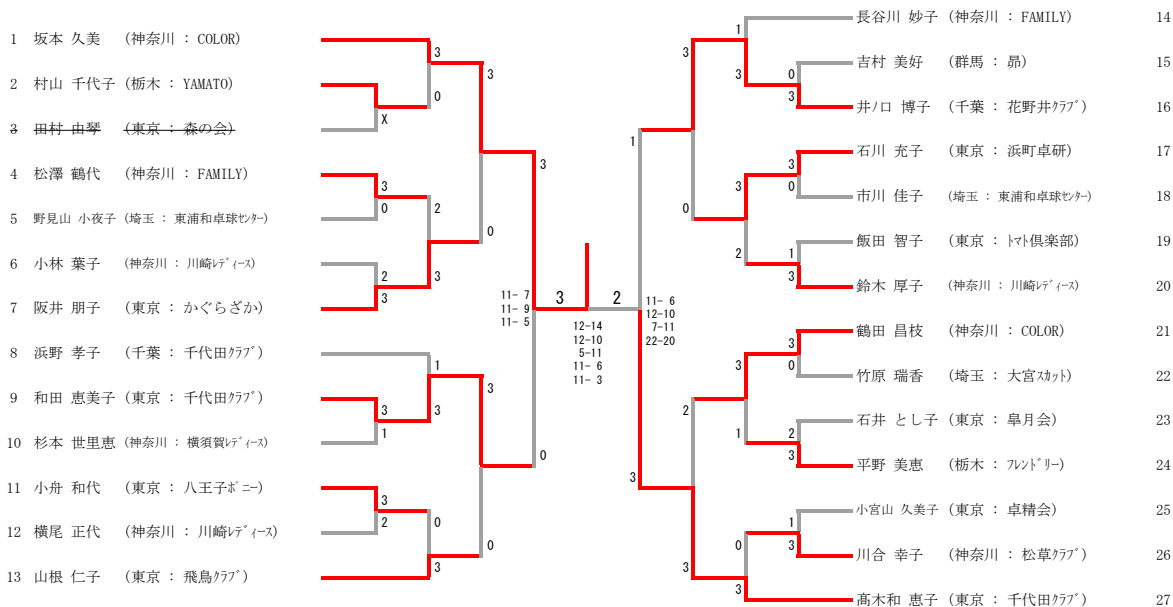 1 坂本 久美 (神奈川 : COLOR)
2 村山 千代子 (栃木 : YAMATO)
3 田村 由琴 (東京 : 森の会)
4 松澤 鶴代 (神奈川 : FAMILY)
5 野見山 小夜子 (埼玉 : 東浦和卓球ｾﾝﾀｰ)
6 小林 葉子 (神奈川 : 川崎ﾚﾃﾞｨｰｽ)
7 阪井 朋子 (東京 : かぐらざか)
8 浜野 孝子 (千葉 : 千代田ｸﾗﾌﾞ)
9 和田 恵美子 (東京 : 千代田ｸﾗﾌﾞ)
10 杉本 世里恵 (神奈川 : 横須賀ﾚﾃﾞｨｰｽ)
11 小舟 和代 (東京 : 八王子ﾎﾟﾆｰ)
12 横尾 正代 (神奈川 : 川崎ﾚﾃﾞｨｰｽ)
13 山根 仁子 (東京 : 飛鳥ｸﾗﾌﾞ)
3
0
X
3
0
2
3
2
3
3
0
1
3
3
1
3
2
0
3
3
0
3
0
11- 7
11- 9
11- 5
3
2
12-14
12-10
5-11
11- 6
11- 3
11- 6
12-10
7-11
22-20
1
3
3
0
2
3
1
3
0
3
3
2
3
0
1
3
3
0
2
3
1
3
0
1
3
3
長谷川 妙子 (神奈川 : FAMILY) 14
吉村 美好 (群馬 : 昴) 15
井ノ口 博子 (千葉 : 花野井ｸﾗﾌﾞ) 16
石川 充子 (東京 : 浜町卓研) 17
市川 佳子 (埼玉 : 東浦和卓球ｾﾝﾀｰ) 18
飯田 智子 (東京 : ﾄﾏﾄ倶楽部) 19
鈴木 厚子 (神奈川 : 川崎ﾚﾃﾞｨｰｽ) 20
鶴田 昌枝 (神奈川 : COLOR) 21
竹原 瑞香 (埼玉 : 大宮ｽｶｯﾄ) 22
石井 とし子 (東京 : 皐月会) 23
平野 美恵 (栃木 : ﾌﾚﾝﾄﾞﾘｰ) 24
小宮山 久美子 (東京 : 卓精会) 25
川合 幸子 (神奈川 : 松草ｸﾗﾌﾞ) 26
髙木和 恵子 (東京 : 千代田ｸﾗﾌﾞ) 27